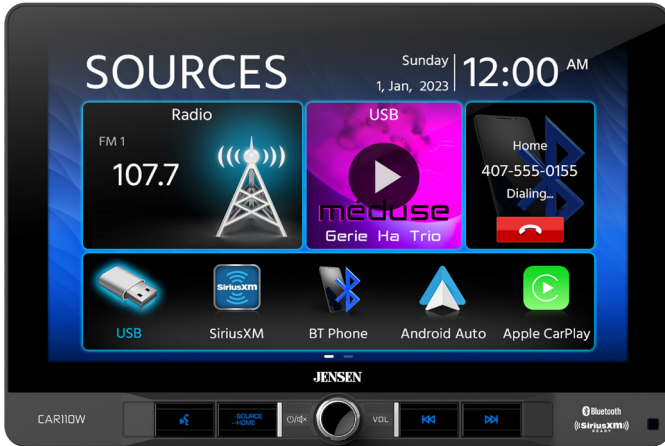 SOURCES
Sunday
1, Jan, 2023
12:00 AM
Radio
FM 1
107.7
USB
méduse
Gerie Ha Trio
Home
407-555-0155
Dialing...
SiriusXM
USB
SiriusXM
BT Phone
Android Auto
Apple CarPlay
JENSEN
CAR110W
-SOURCE
--HOME
VOL
Bluetooth
((SiriusXM))
READY